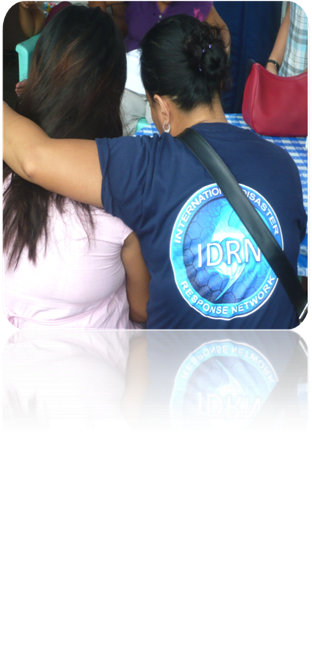 INTERNATIONAL DISASTER
IDRN
RESPONSE NETWORK